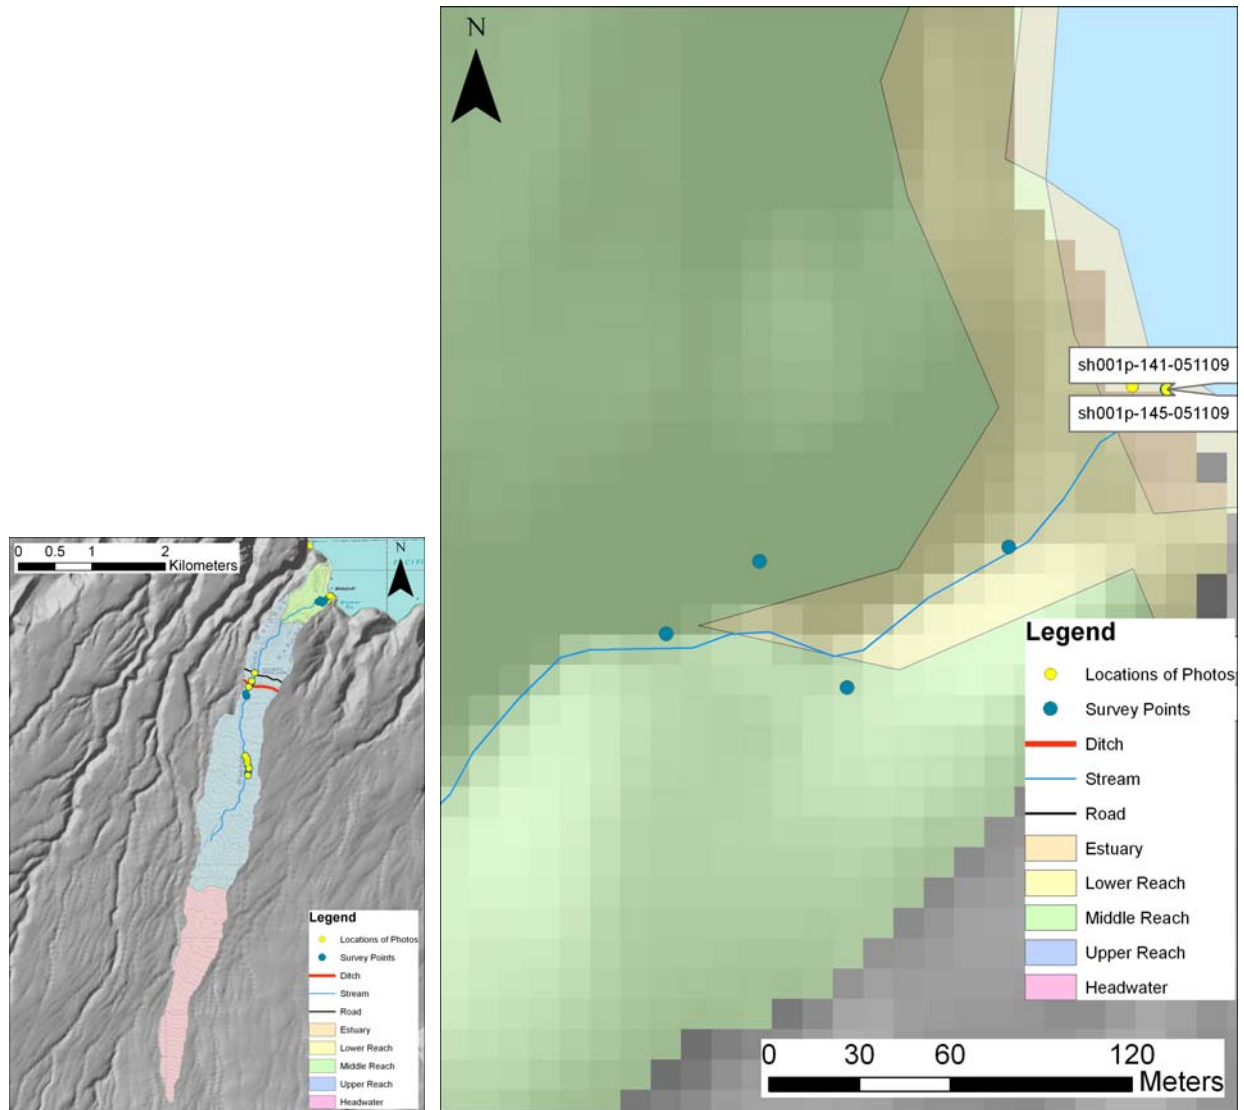 0 0.5 1 2
Kilometers
N
Legend
Locations of Photos
Survey Points
Ditch
Stream
Road
Estuary
Lower Reach
Middle Reach
Upper Reach
Headwater
N
sh001p-141-051109
sh001p-145-051109
Legend
Locations of Photos
Survey Points
Ditch
Stream
Road
Estuary
Lower Reach
Middle Reach
Upper Reach
Headwater
0 30 60 120
Meters